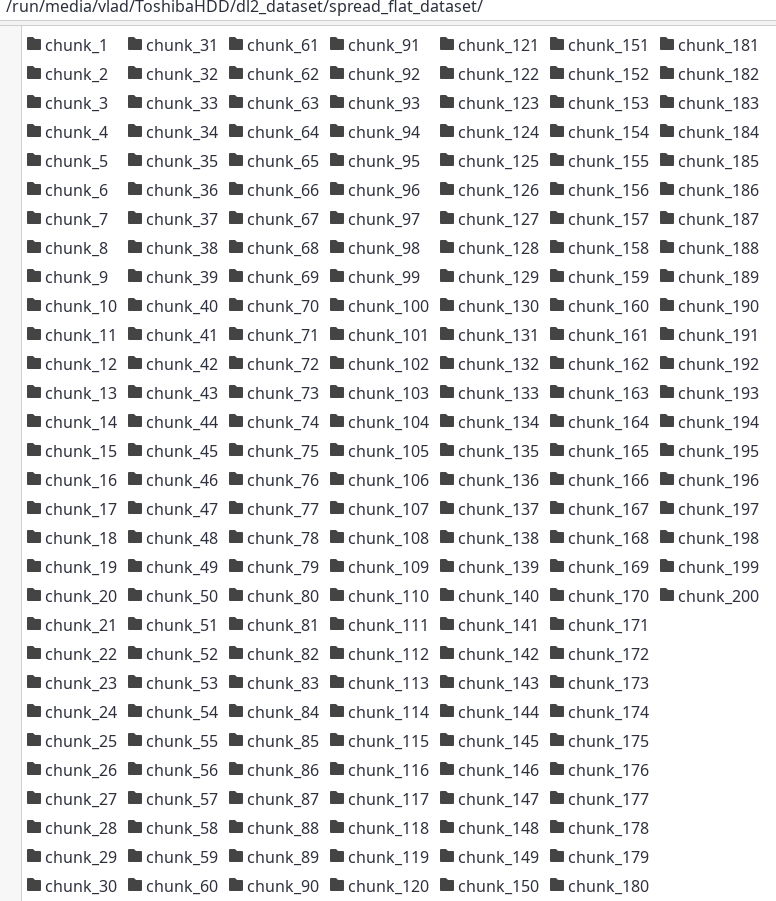 /run/media/vlad/ToshibaHDD/dl2_dataset/spread_flat_dataset/
chunk_1 chunk_31 chunk_61 chunk_91 chunk_121 chunk_151 chunk_181
chunk_2 chunk_32 chunk_62 chunk_92 chunk_122 chunk_152 chunk_182
chunk_3 chunk_33 chunk_63 chunk_93 chunk_123 chunk_153 chunk_183
chunk_4 chunk_34 chunk_64 chunk_94 chunk_124 chunk_154 chunk_184
chunk_5 chunk_35 chunk_65 chunk_95 chunk_125 chunk_155 chunk_185
chunk_6 chunk_36 chunk_66 chunk_96 chunk_126 chunk_156 chunk_186
chunk_7 chunk_37 chunk_67 chunk_97 chunk_127 chunk_157 chunk_187
chunk_8 chunk_38 chunk_68 chunk_98 chunk_128 chunk_158 chunk_188
chunk_9 chunk_39 chunk_69 chunk_99 chunk_129 chunk_159 chunk_189
chunk_10 chunk_40 chunk_70 chunk_100 chunk_130 chunk_160 chunk_190
chunk_11 chunk_41 chunk_71 chunk_101 chunk_131 chunk_161 chunk_191
chunk_12 chunk_42 chunk_72 chunk_102 chunk_132 chunk_162 chunk_192
chunk_13 chunk_43 chunk_73 chunk_103 chunk_133 chunk_163 chunk_193
chunk_14 chunk_44 chunk_74 chunk_104 chunk_134 chunk_164 chunk_194
chunk_15 chunk_45 chunk_75 chunk_105 chunk_135 chunk_165 chunk_195
chunk_16 chunk_46 chunk_76 chunk_106 chunk_136 chunk_166 chunk_196
chunk_17 chunk_47 chunk_77 chunk_107 chunk_137 chunk_167 chunk_197
chunk_18 chunk_48 chunk_78 chunk_108 chunk_138 chunk_168 chunk_198
chunk_19 chunk_49 chunk_79 chunk_109 chunk_139 chunk_169 chunk_199
chunk_20 chunk_50 chunk_80 chunk_110 chunk_140 chunk_170 chunk_200
chunk_21 chunk_51 chunk_81 chunk_111 chunk_141 chunk_171
chunk_22 chunk_52 chunk_82 chunk_112 chunk_142 chunk_172
chunk_23 chunk_53 chunk_83 chunk_113 chunk_143 chunk_173
chunk_24 chunk_54 chunk_84 chunk_114 chunk_144 chunk_174
chunk_25 chunk_55 chunk_85 chunk_115 chunk_145 chunk_175
chunk_26 chunk_56 chunk_86 chunk_116 chunk_146 chunk_176
chunk_27 chunk_57 chunk_87 chunk_117 chunk_147 chunk_177
chunk_28 chunk_58 chunk_88 chunk_118 chunk_148 chunk_178
chunk_29 chunk_59 chunk_89 chunk_119 chunk_149 chunk_179
chunk_30 chunk_60 chunk_90 chunk_120 chunk_150 chunk_180